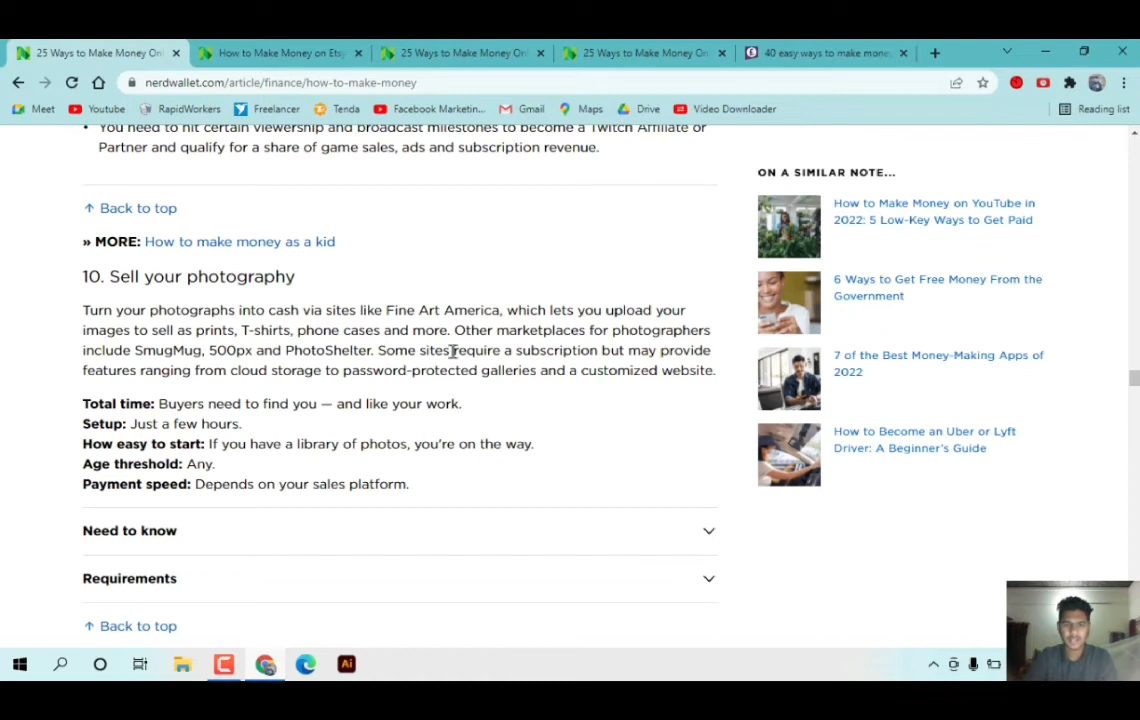 25 Ways to Make Money Onl
How to Make Money on Etsy
25 Ways to Make Money On
25 Ways to Make Money On
40 easy ways to make mone
nerdwallet.com/article/finance/how-to-make-money
Meet
Youtube
RapidWorkers
Freelancer
Tenda
Facebook Marketin...
Gmail
Maps
Drive
Video Downloader
Reading list
• You need to hit certain viewership and broadcast milestones to become a Twitch Affiliate or
Partner and qualify for a share of game sales, ads and subscription revenue.
↑ Back to top
» MORE: How to make money as a kid
10. Sell your photography
Turn your photographs into cash via sites like Fine Art America, which lets you upload your
images to sell as prints, T-shirts, phone cases and more. Other marketplaces for photographers
include SmugMug, 500px and PhotoShelter. Some sites require a subscription but may provide
features ranging from cloud storage to password-protected galleries and a customized website.
Total time: Buyers need to find you — and like your work.
Setup: Just a few hours.
How easy to start: If you have a library of photos, you're on the way.
Age threshold: Any.
Payment speed: Depends on your sales platform.
Need to know
Requirements
↑ Back to top
ON A SIMILAR NOTE...
How to Make Money on YouTube in
2022: 5 Low-Key Ways to Get Paid
6 Ways to Get Free Money From the
Government
7 of the Best Money-Making Apps of
2022
How to Become an Uber or Lyft
Driver: A Beginner's Guide
Ai